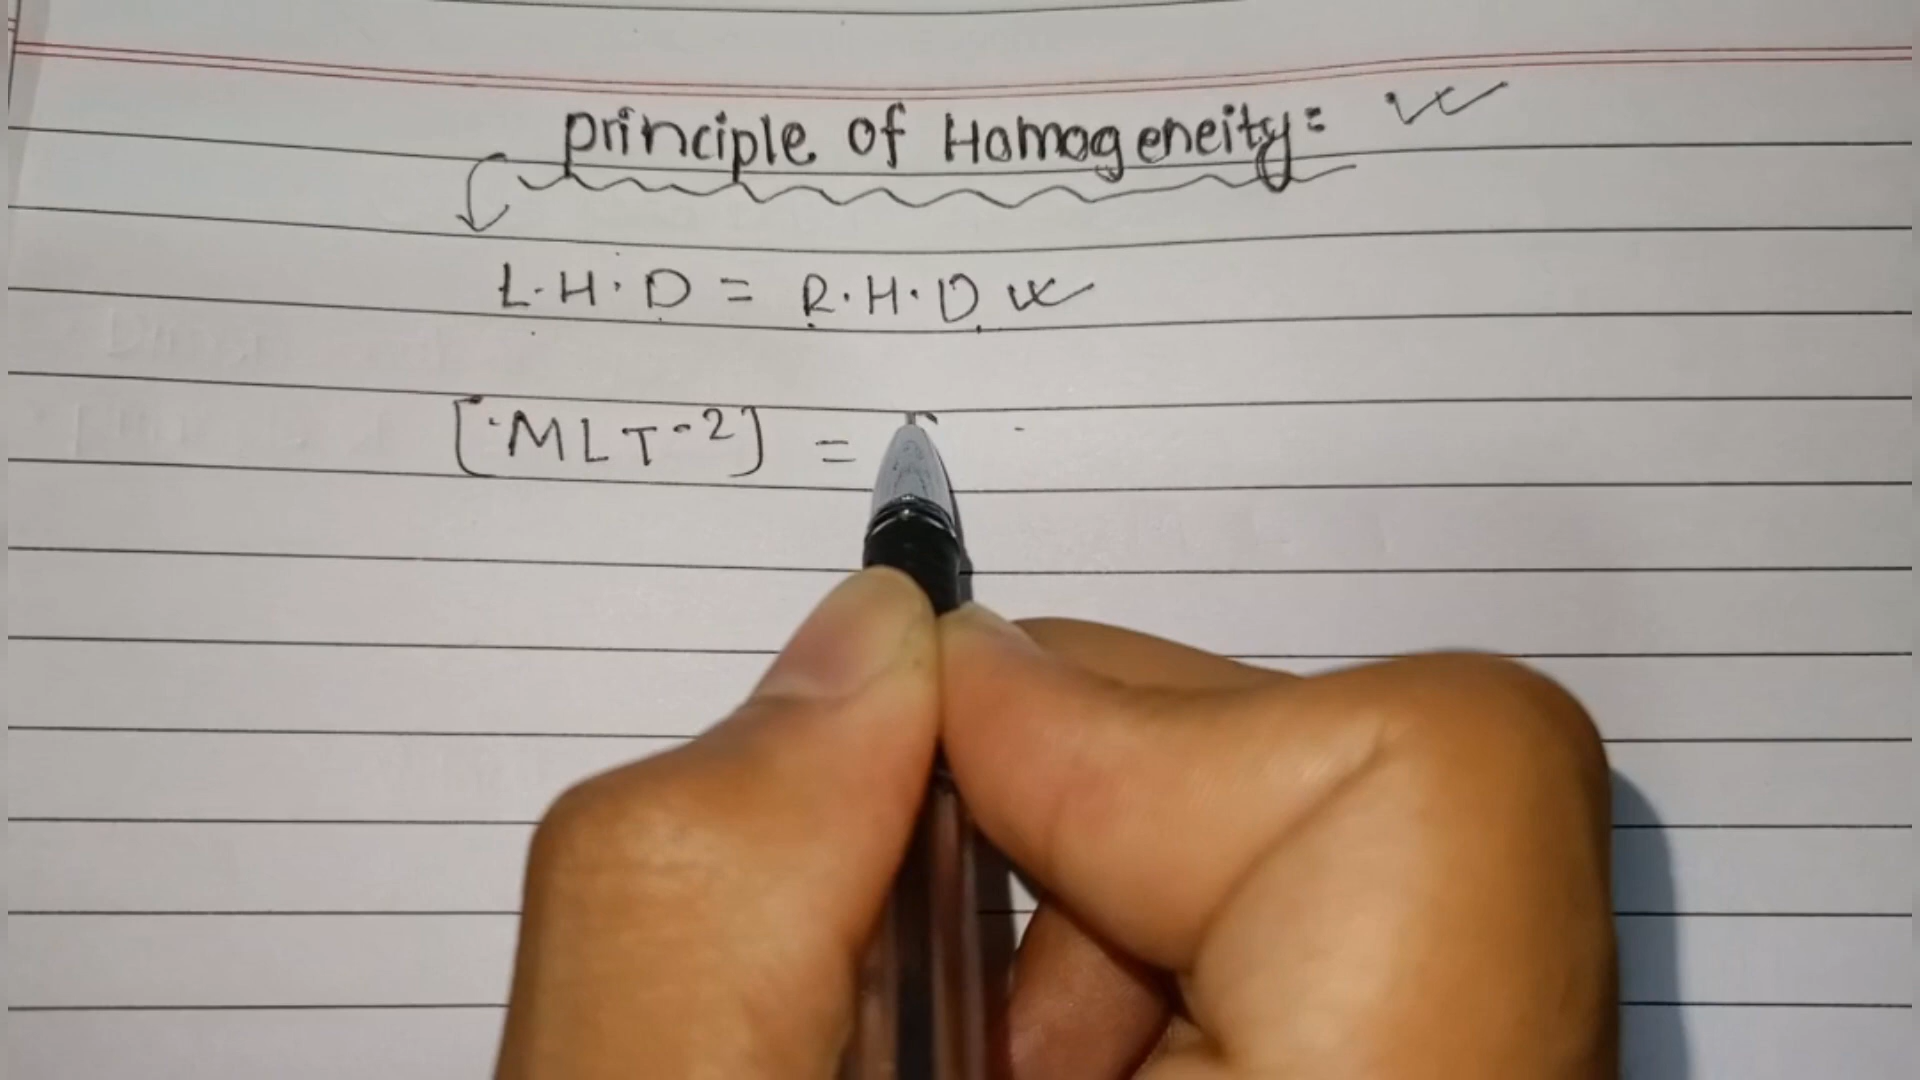 principle of Homogeneity:
L.H.D = R.H.D
[MLT-2] =